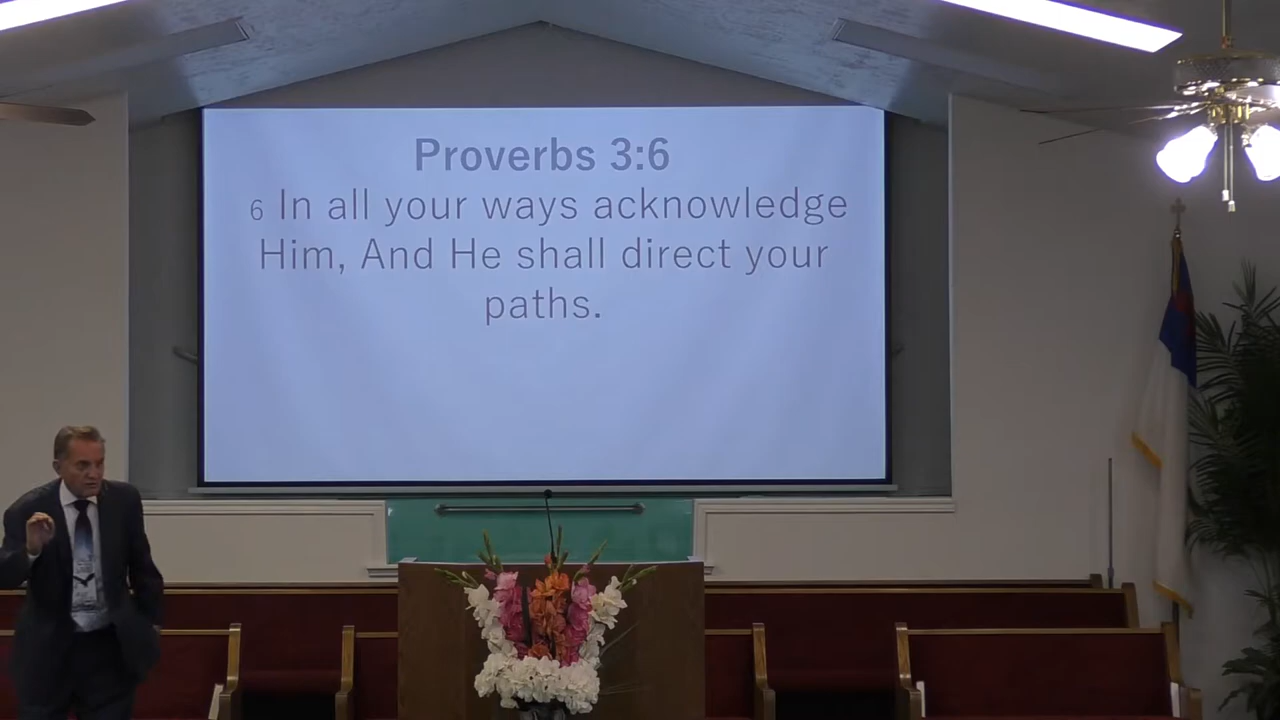 Proverbs 3:6
6 In all your ways acknowledge
Him, And He shall direct your
paths.